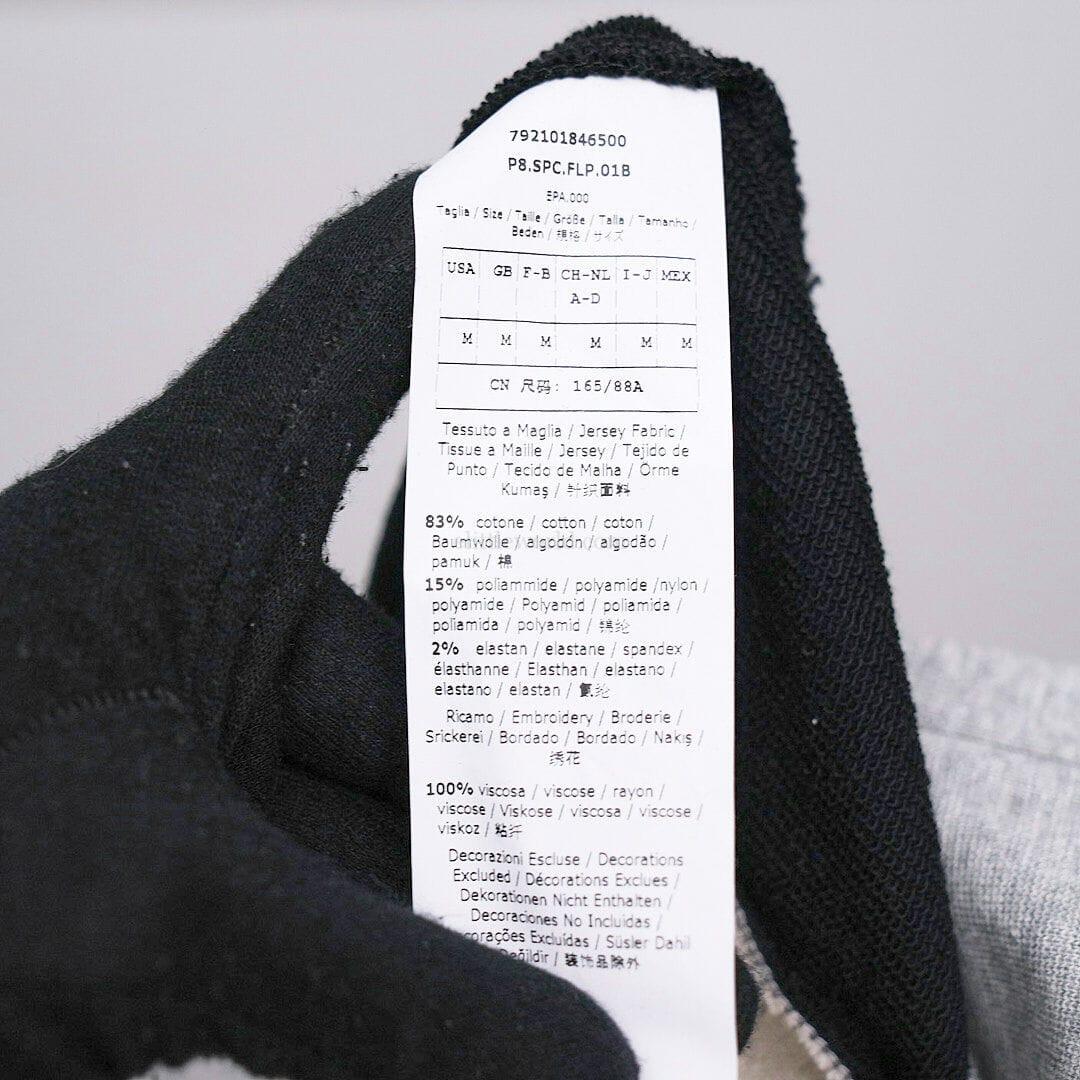 792101846500
P8.SPC.FLP.01B
EPA.000
Taglia / Size / Taille / Größe / Talla / Tamanho /
Beden / 規格 / サイズ
USA GB F-B CH-NL I-J MEX
A-D
M M M M M M
CN 尺码: 165/88A
Tessuto a Maglia / Jersey Fabric /
Tissue a Maille / Jersey / Tejido de
Punto / Tecido de Malha / Örme
Kumaş / 针织面料
83% cotone / cotton / coton /
Baumwolle / algodón / algodão /
pamuk / 棉
15% poliammide / polyamide /nylon /
polyamide / Polyamid / poliamida /
poliamida / polyamid / 锦纶
2% elastan / elastane / spandex /
élasthanne / Elasthan / elastano /
elastano / elastan / 氨纶
Ricamo / Embroidery / Broderie /
Srickerei / Bordado / Bordado / Nakış /
绣花
100% viscosa / viscose / rayon /
viscose / Viskose / viscosa / viscose /
viskoz / 粘纤
Decorazioni Escluse / Decorations
Excluded / Décorations Exclues /
Dekorationen Nicht Enthalten /
Decoraciones No Incluidas /
orações Excluídas / Süsler Dahil
Değildir / 装饰品除外